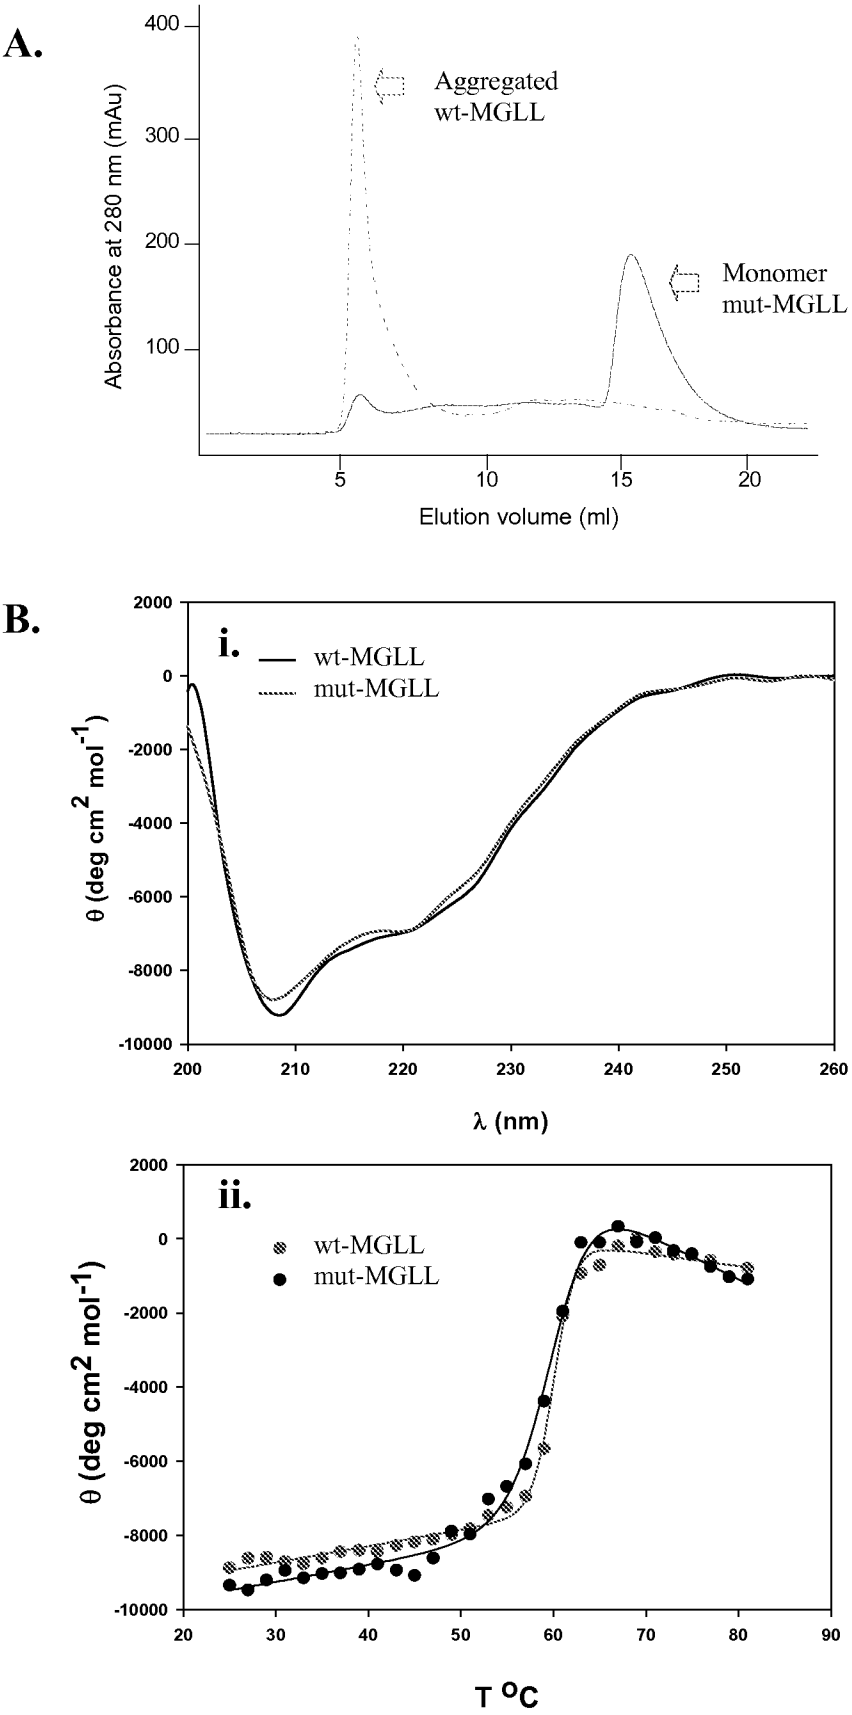 A.
400
300
200
100
Absorbance at 280 nm (mAu)
Aggregated
wt-MGLL
Monomer
mut-MGLL
5 10 15 20
Elution volume (ml)
B.
i.
wt-MGLL
mut-MGLL
2000
0
-2000
-4000
-6000
-8000
-10000
θ (deg cm2 mol-1)
200 210 220 230 240 250 260
λ (nm)
ii.
wt-MGLL
mut-MGLL
2000
0
-2000
-4000
-6000
-8000
-10000
θ (deg cm2 mol-1)
20 30 40 50 60 70 80 90
T oC